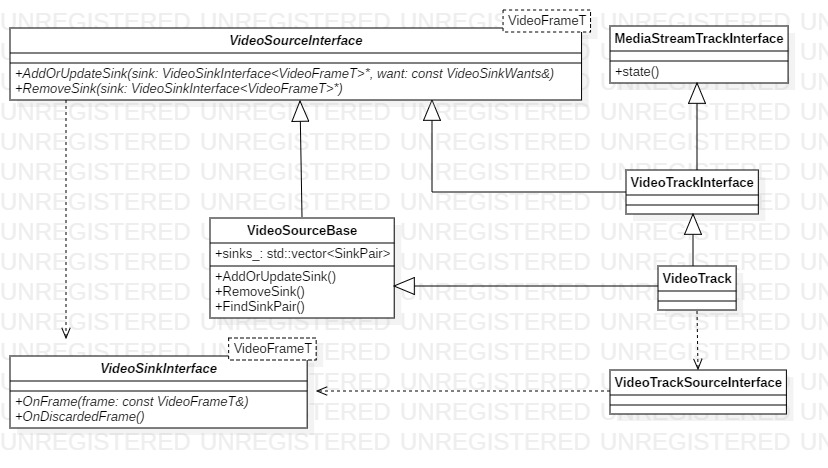 VideoFrameT
VideoSourceInterface
+AddOrUpdateSink(sink: VideoSinkInterface<VideoFrameT>*, want: const VideoSinkWants&)
+RemoveSink(sink: VideoSinkInterface<VideoFrameT>*)
MediaStreamTrackInterface
+state()
VideoTrackInterface
VideoSourceBase
+sinks_: std::vector<SinkPair>
+AddOrUpdateSink()
+RemoveSink()
+FindSinkPair()
VideoTrack
VideoFrameT
VideoSinkInterface
+OnFrame(frame: const VideoFrameT&)
+OnDiscardedFrame()
VideoTrackSourceInterface
UNREGISTERED UNREGISTERED UNREGISTERED UNREGISTERED